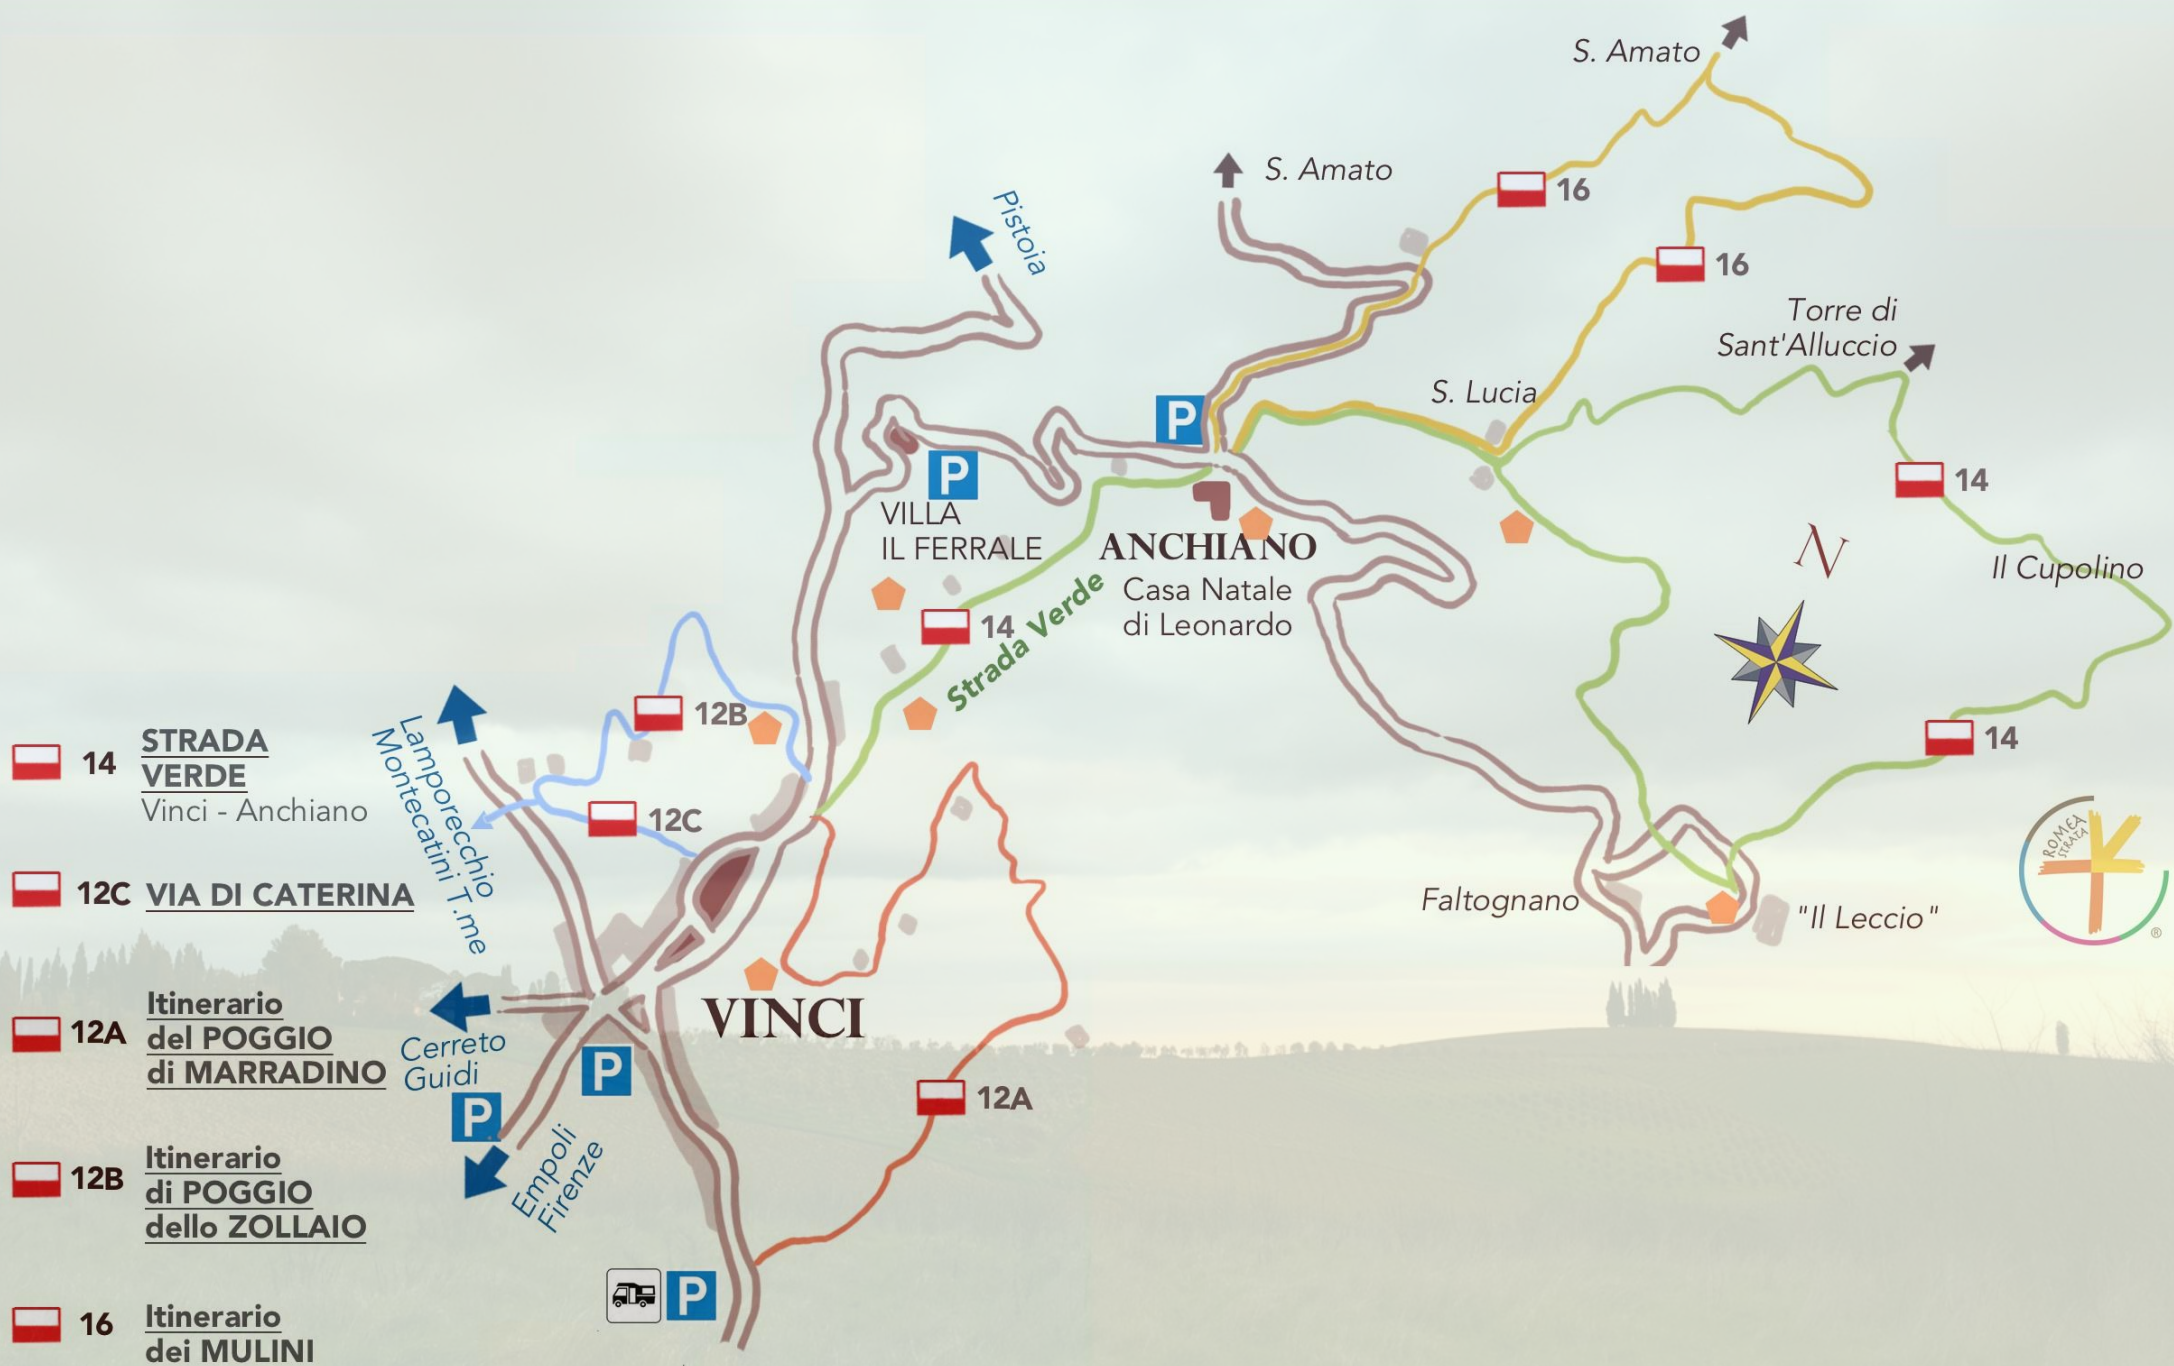 S. Amato
S. Amato
16
16
Pistoia
Torre di
Sant'Alluccio
S. Lucia
P
P
14
N
VILLA
IL FERRALE
ANCHIANO
Casa Natale
di Leonardo
Il Cupolino
14
Strada Verde
12B
14
12C
Lamporecchio
Montecatini T.me
Faltognano
"Il Leccio"
ROMEA
STRATA
®
VINCI
Cerreto
Guidi
P
P
Empoli
Firenze
12A
P
14 STRADA
VERDE
Vinci - Anchiano
12C VIA DI CATERINA
12A Itinerario
del POGGIO
di MARRADINO
12B Itinerario
di POGGIO
dello ZOLLAIO
16 Itinerario
dei MULINI